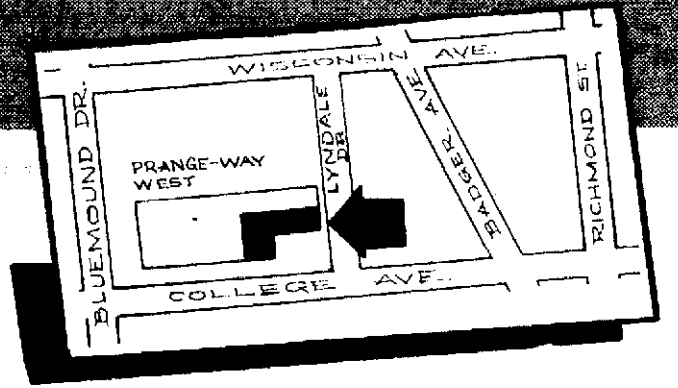 WISCONSIN AVE.
BLUEMOUND DR.
LYNDALE
DR
BADGER AVE
RICHMOND ST.
PRANGE-WAY
WEST
COLLEGE AVE.